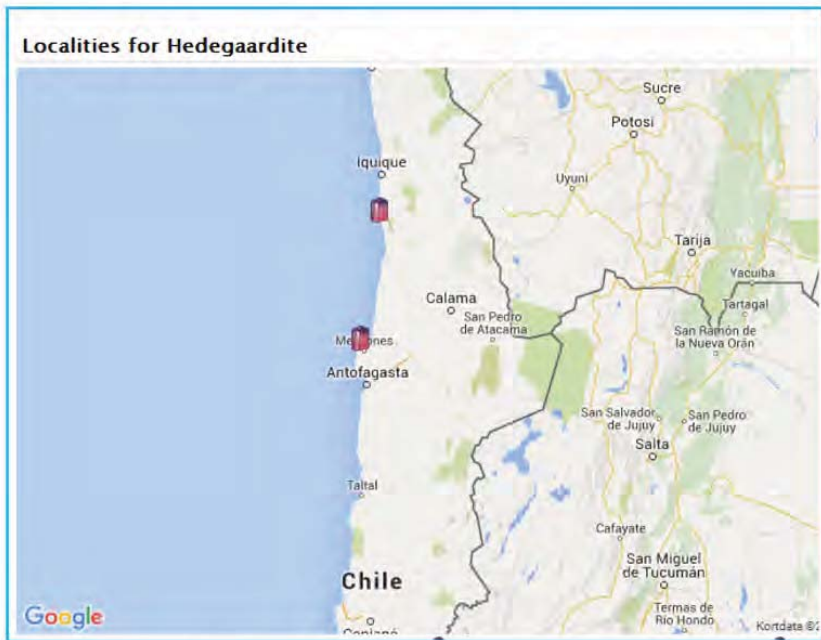 Localities for Hedegaardite
Sucre
Potosi
Iquique
Uyuni
Tarija
Yacuiba
Calama
Tartagal
San Pedro
de Atacama
San Ramón de
la Nueva Orán
Antofagasta
San Salvador
de Jujuy
San Pedro
de Jujuy
Salta
Taltal
Cafayate
Chile
San Miguel
de Tucumán
Termas de
Rio Hondo
Google
Kortdata